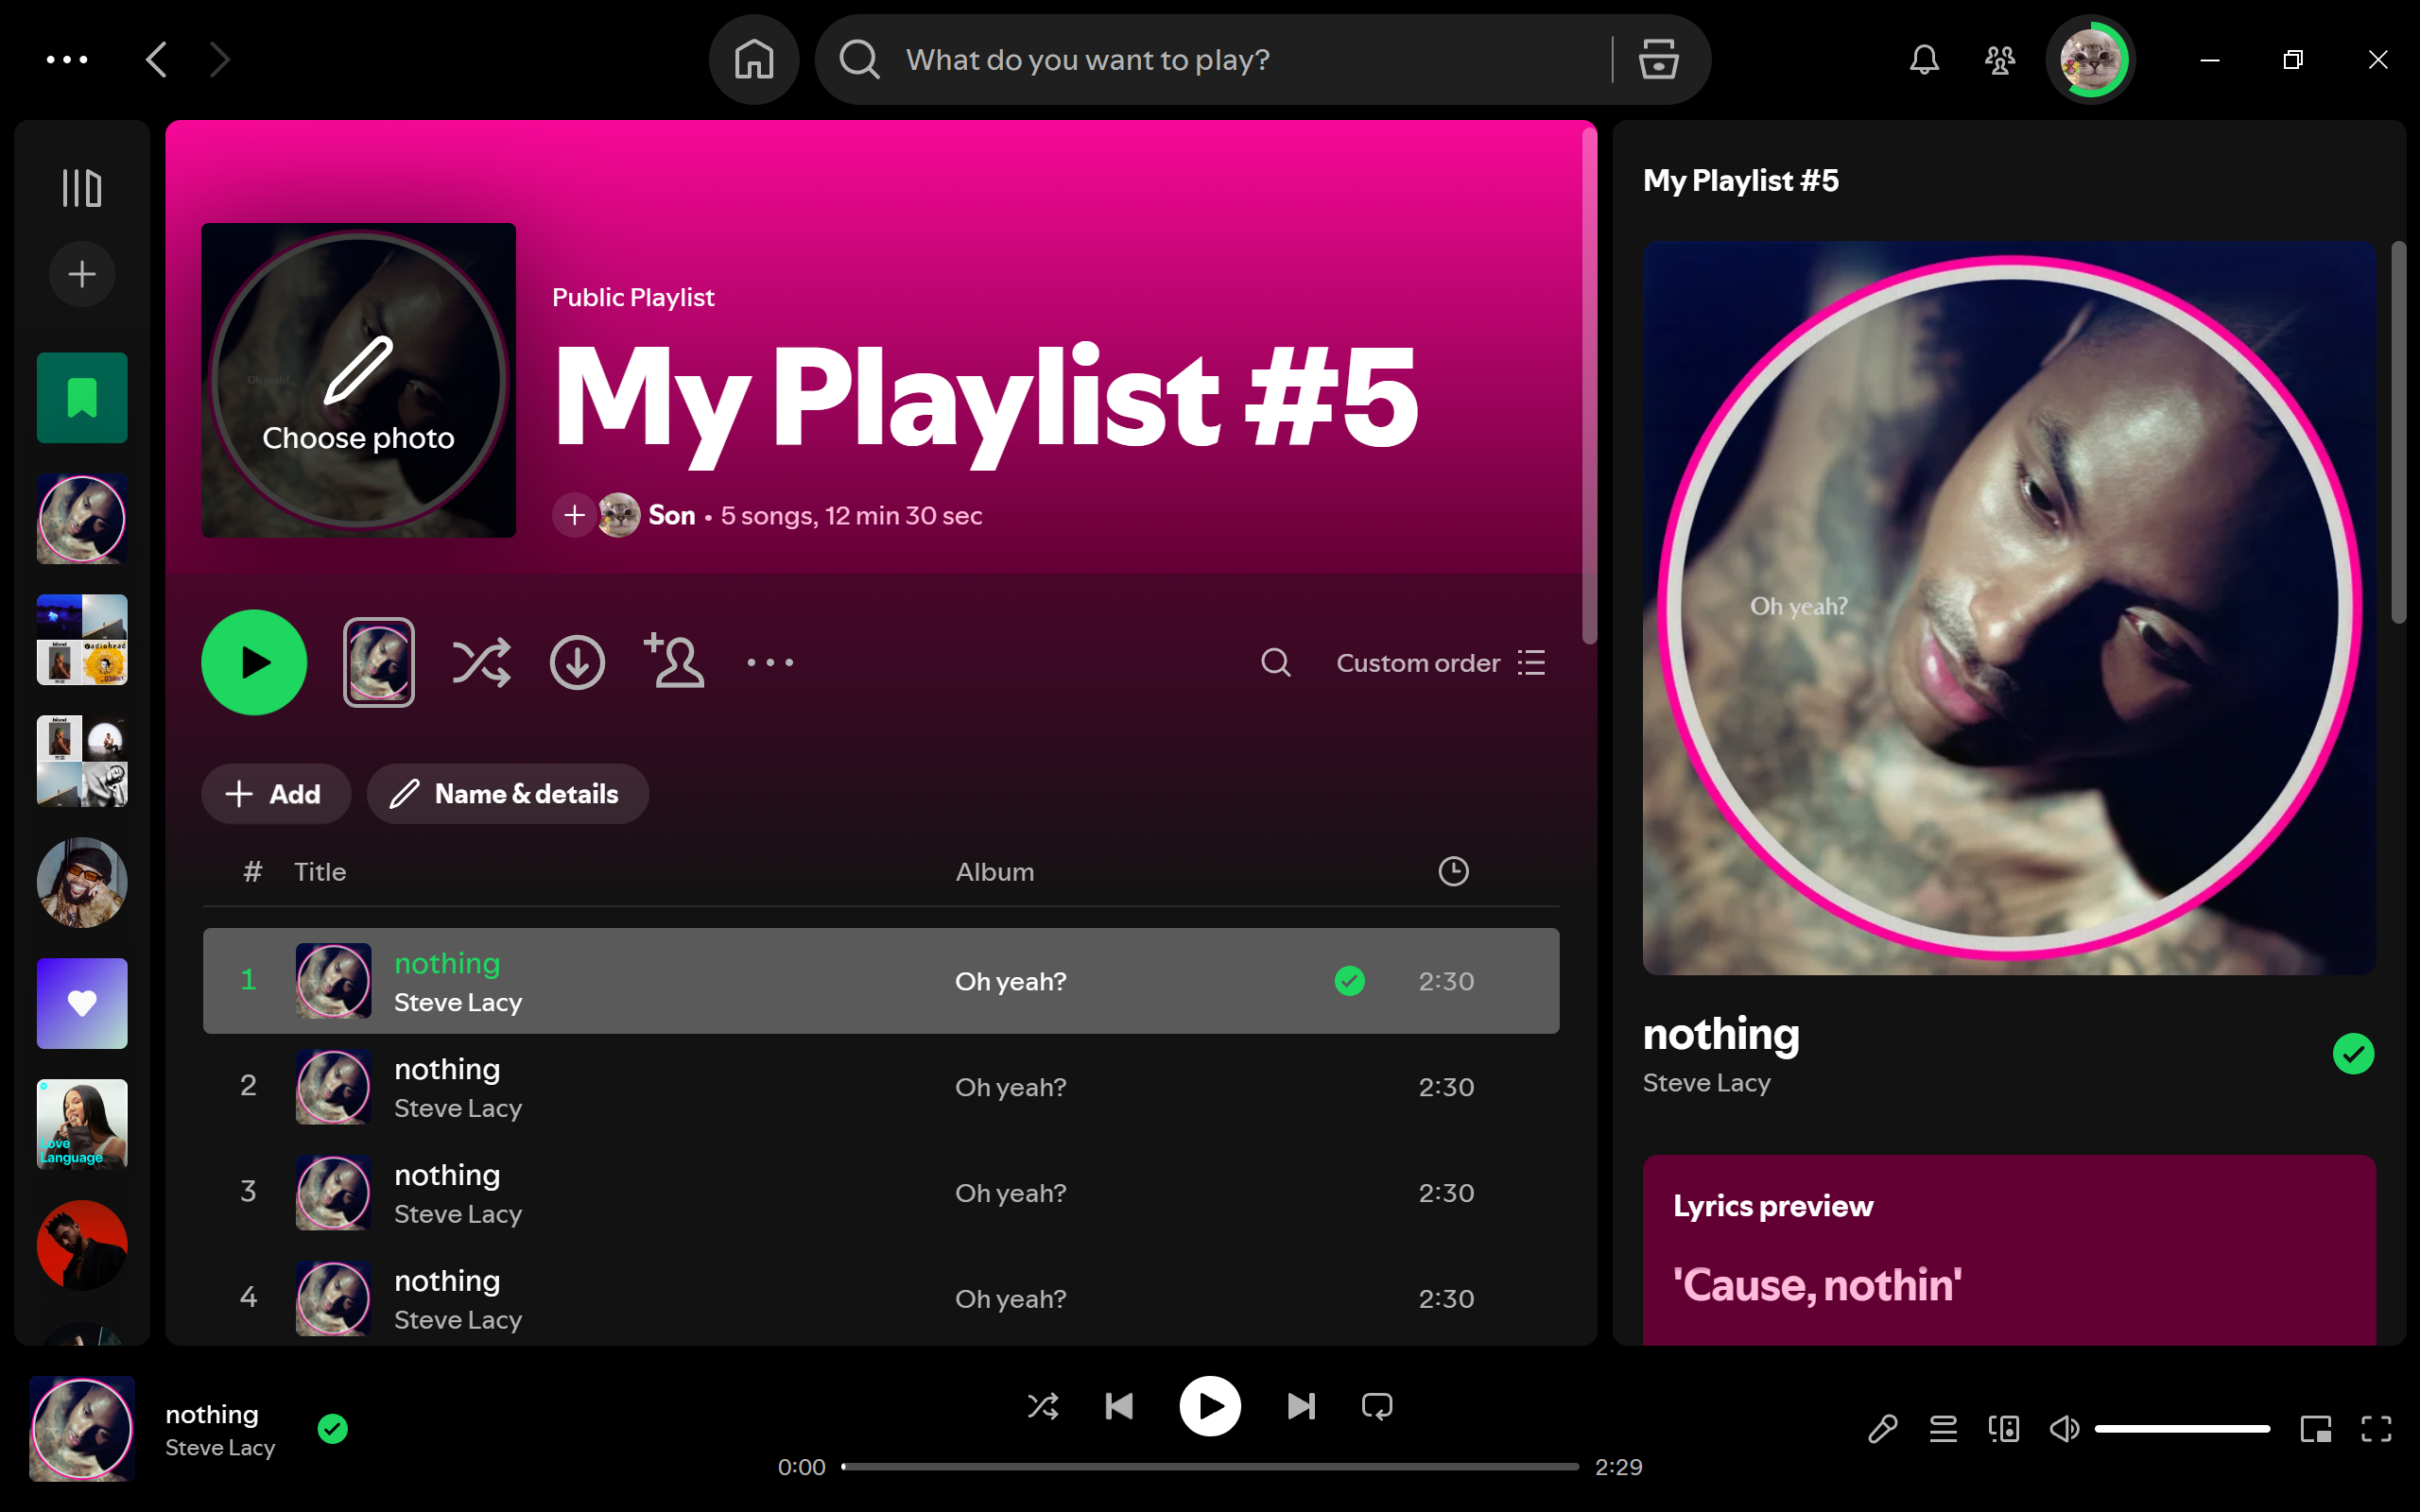 What do you want to play?
Public Playlist
My Playlist #5
Son • 5 songs, 12 min 30 sec
Oh yeah?
Choose photo
Custom order
Add
Name & details
# Title Album
1 nothing Oh yeah? 2:30
Steve Lacy
2 nothing Oh yeah? 2:30
Steve Lacy
3 nothing Oh yeah? 2:30
Steve Lacy
4 nothing Oh yeah? 2:30
Steve Lacy
Love
Language
My Playlist #5
Oh yeah?
nothing
Steve Lacy
Lyrics preview
'Cause, nothin'
nothing
Steve Lacy
0:00
2:29